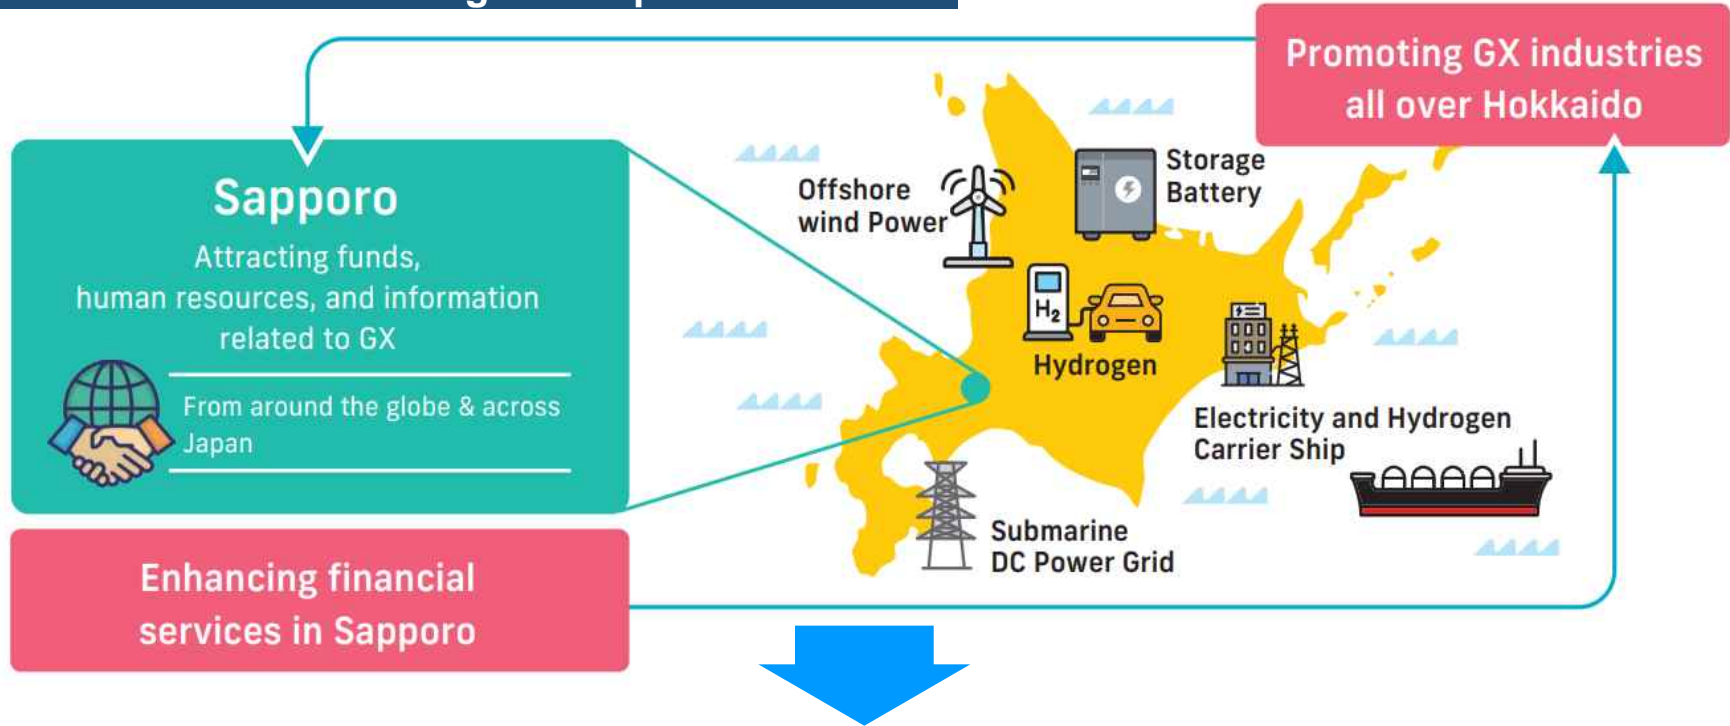 Promoting GX industries
all over Hokkaido
Sapporo
Attracting funds,
human resources, and information
related to GX
From around the globe & across
Japan
Enhancing financial
services in Sapporo
Offshore
wind Power
Storage
Battery
H2
Hydrogen
Electricity and Hydrogen
Carrier Ship
Submarine
DC Power Grid